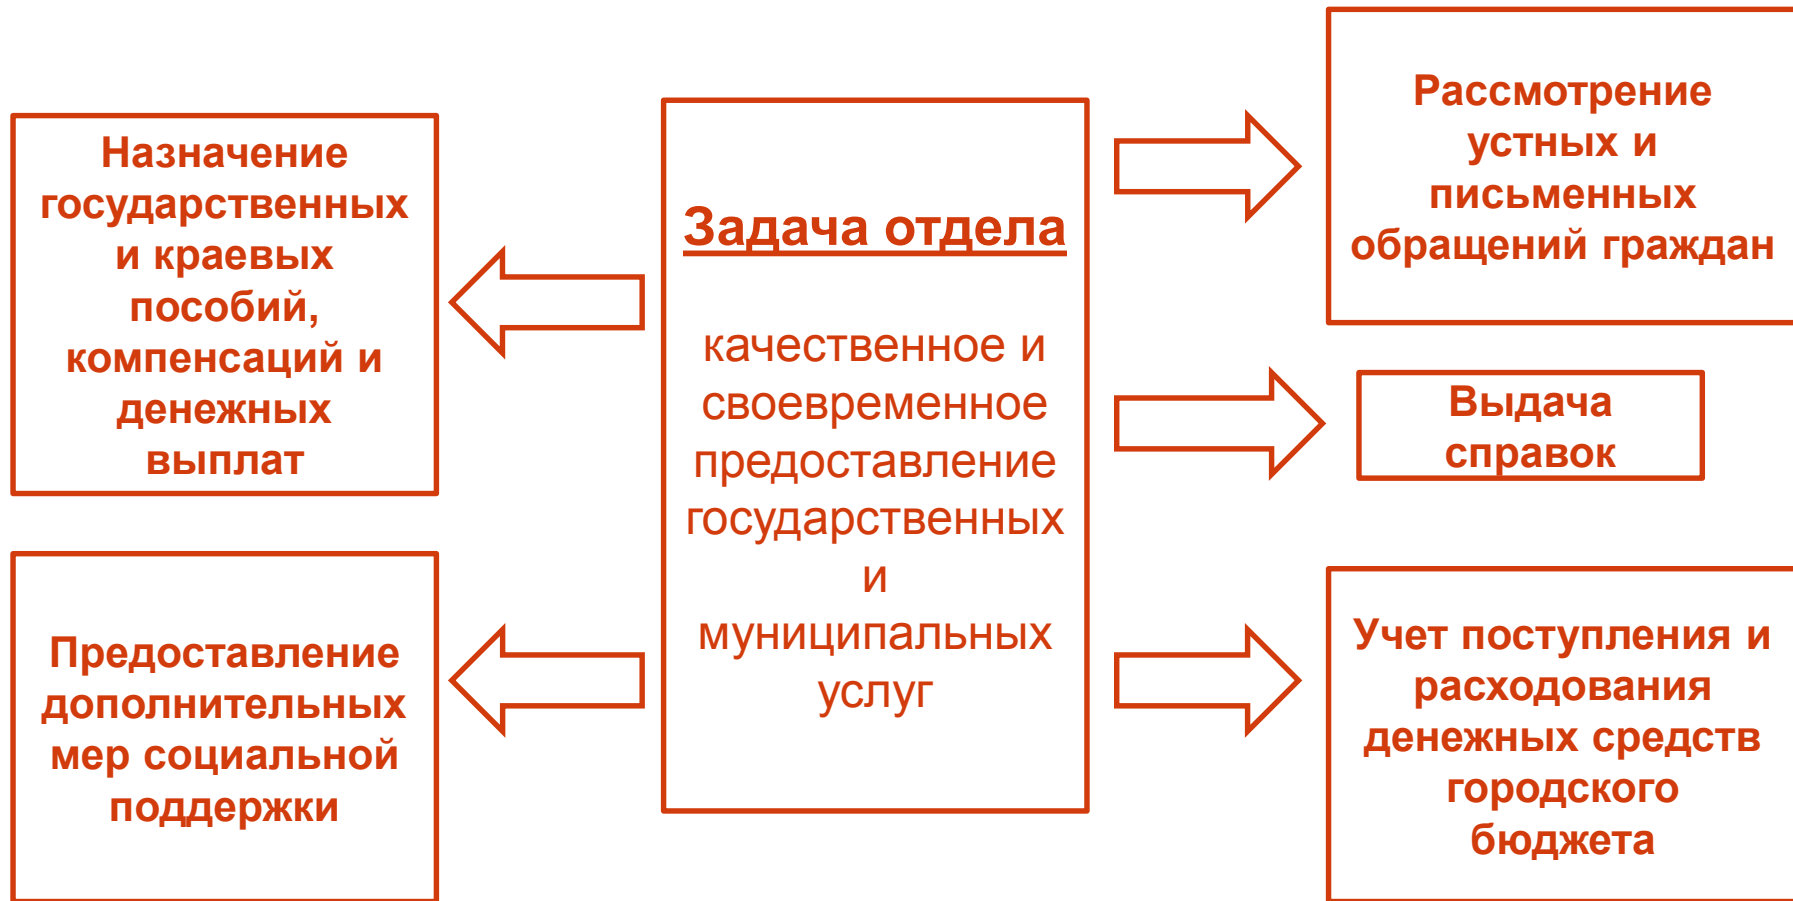 Назначение
государственных
и краевых
пособий,
компенсаций и
денежных
выплат
Предоставление
дополнительных
мер социальной
поддержки
Задача отдела
качественное и
своевременное
предоставление
государственных
и
муниципальных
услуг
Рассмотрение
устных и
письменных
обращений граждан
Выдача
справок
Учет поступления и
расходования
денежных средств
городского
бюджета